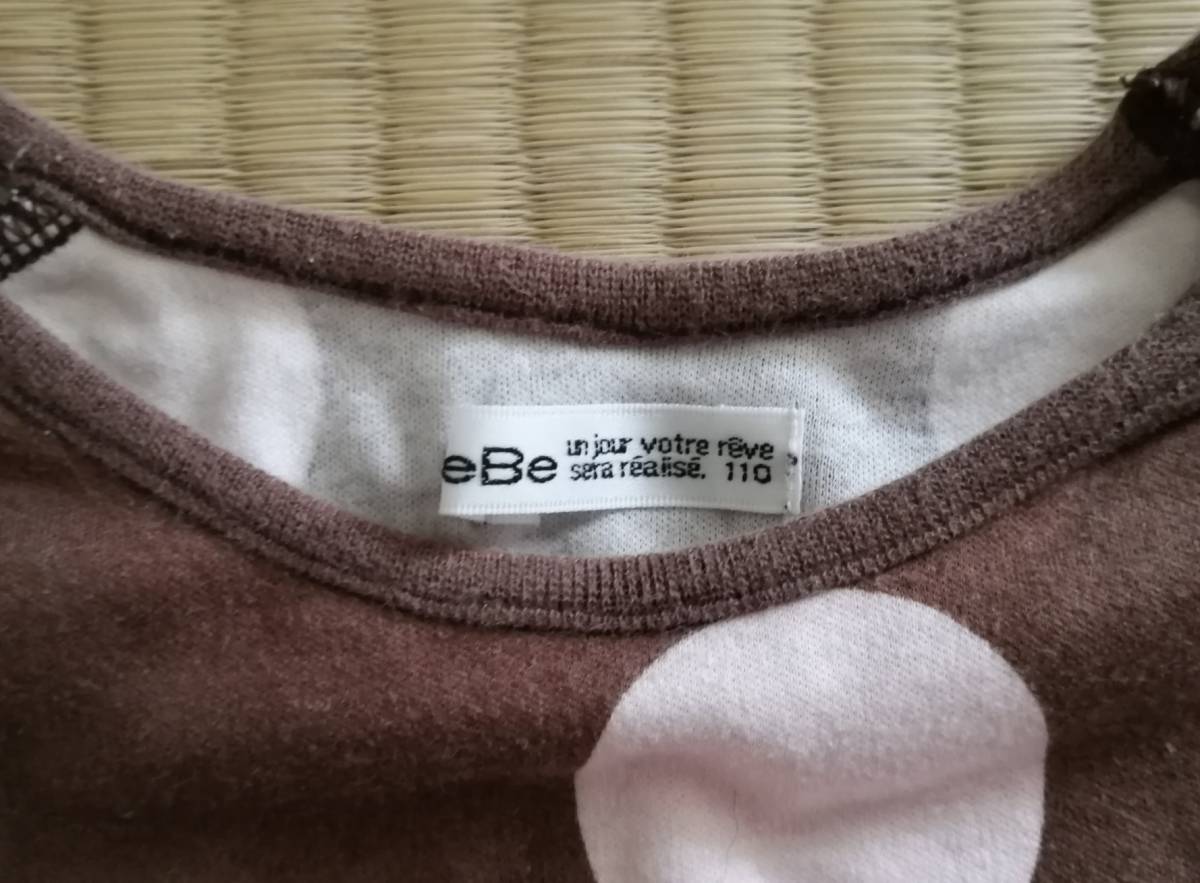 eBe
un jour votre rêve
sera réalisé. 110